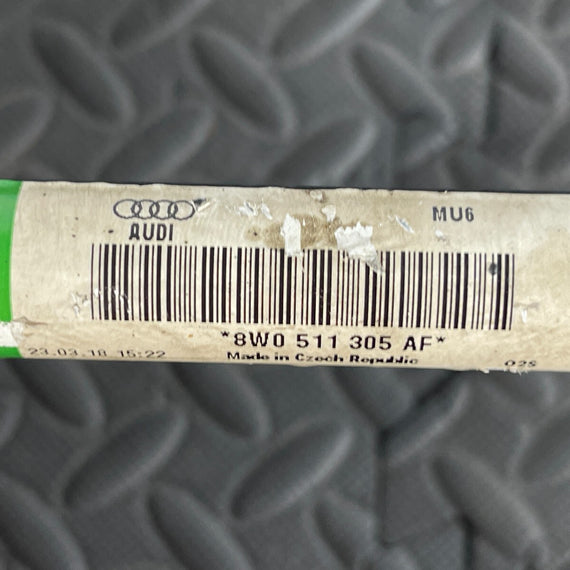 MU6
AUDI
*8W0 511 305 AF*
Made in Czech Republic
23.03.18 15:22
025